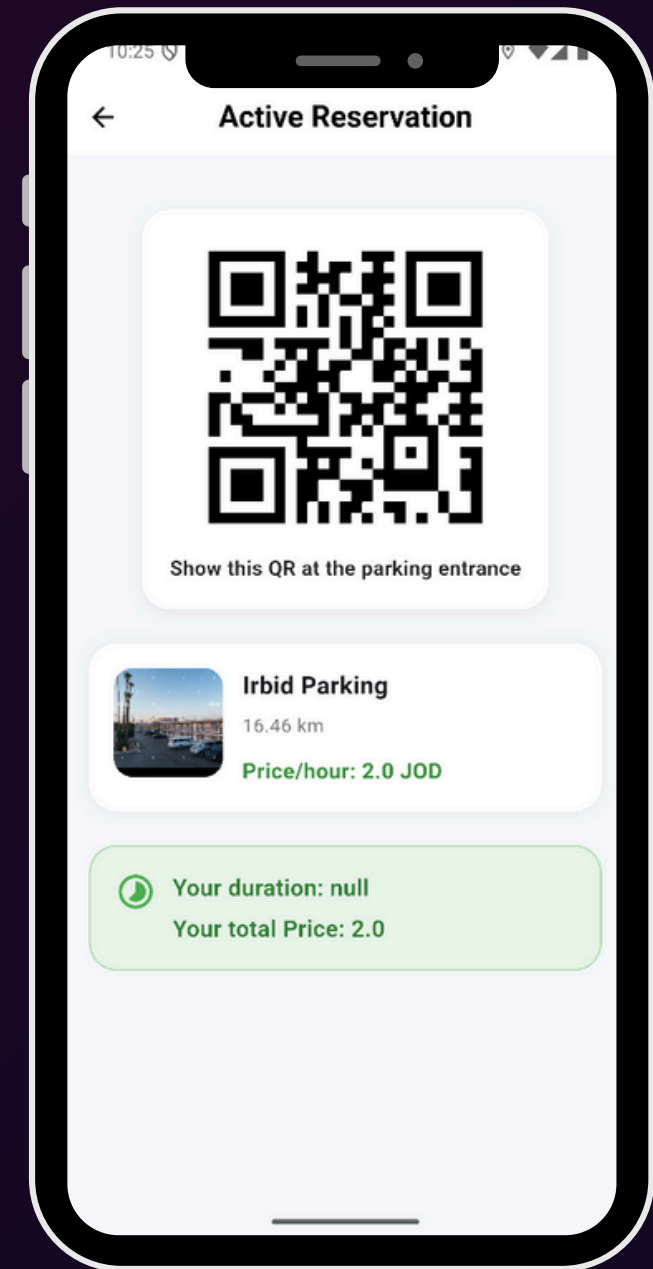 10:25
Active Reservation
Show this QR at the parking entrance
Irbid Parking
16.46 km
Price/hour: 2.0 JOD
Your duration: null
Your total Price: 2.0